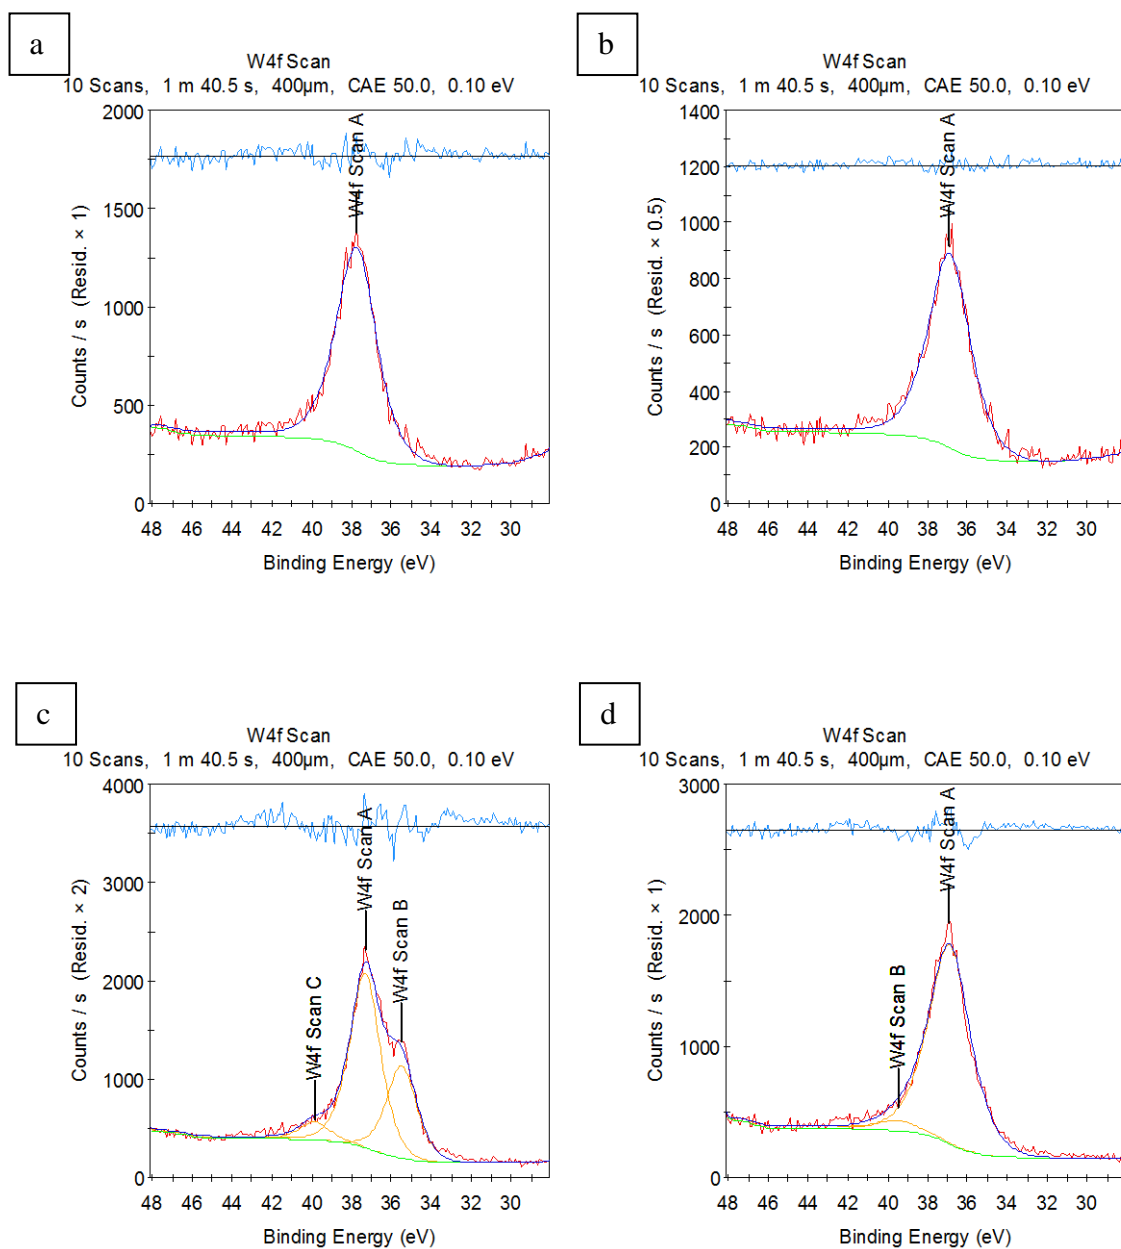 a
W4f Scan
10 Scans, 1 m 40.5 s, 400µm, CAE 50.0, 0.10 eV
2000
1500
1000
500
0
Counts / s (Resid. × 1)
W4f Scan A
48 46 44 42 40 38 36 34 32 30
Binding Energy (eV)
b
W4f Scan
10 Scans, 1 m 40.5 s, 400µm, CAE 50.0, 0.10 eV
1400
1200
1000
800
600
400
200
0
Counts / s (Resid. × 0.5)
W4f Scan A
48 46 44 42 40 38 36 34 32 30
Binding Energy (eV)
c
W4f Scan
10 Scans, 1 m 40.5 s, 400µm, CAE 50.0, 0.10 eV
4000
3000
2000
1000
0
Counts / s (Resid. × 2)
W4f Scan C
W4f Scan A
W4f Scan B
48 46 44 42 40 38 36 34 32 30
Binding Energy (eV)
d
W4f Scan
10 Scans, 1 m 40.5 s, 400µm, CAE 50.0, 0.10 eV
3000
2000
1000
0
Counts / s (Resid. × 1)
W4f Scan B
W4f Scan A
48 46 44 42 40 38 36 34 32 30
Binding Energy (eV)